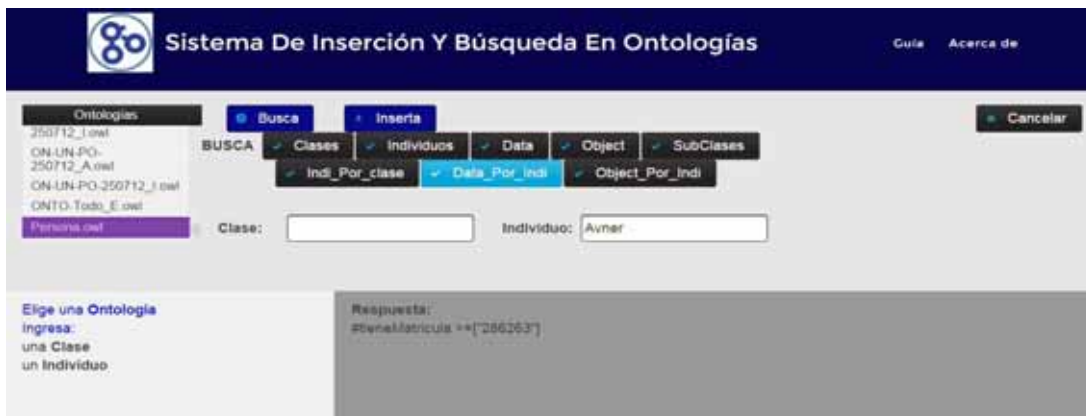 go Sistema De Inserción Y Búsqueda En Ontologías Guía Acerca de
Ontologías Busca Inserta Cancelar
250712_I.owl
ON-UN-PO-
250712_A.owl
ON-UN-PO-250712_I.owl
ONTO-Todo_E.owl
Persona.owl
BUSCA Clases Individuos Data Object SubClases
Indi_Por_clase Data_Por_Indi Object_Por_Indi
Clase: Individuo: Avner
Elige una Ontología
ingresa:
una Clase
un Individuo
Respuesta:
#tieneMatricula =>["286263"]